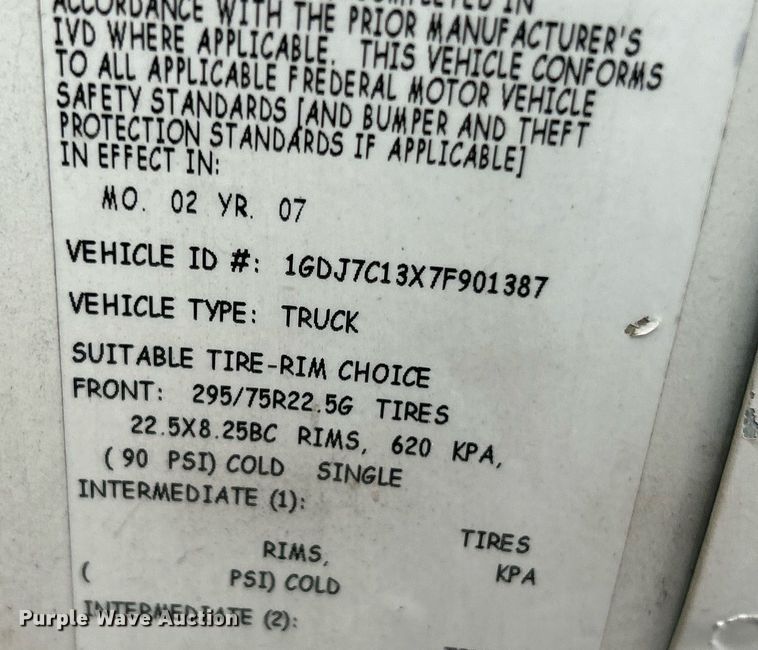 ACCORDANCE WITH THE PRIOR MANUFACTURER'S
IVD WHERE APPLICABLE. THIS VEHICLE CONFORMS
TO ALL APPLICABLE FREDERAL MOTOR VEHICLE
SAFETY STANDARDS [AND BUMPER AND THEFT
PROTECTION STANDARDS IF APPLICABLE]
IN EFFECT IN:
MO. 02 YR. 07
VEHICLE ID #: 1GDJ7C13X7F901387
VEHICLE TYPE: TRUCK
SUITABLE TIRE-RIM CHOICE
FRONT: 295/75R22.5G TIRES
22.5X8.25BC RIMS, 620 KPA,
( 90 PSI) COLD SINGLE
INTERMEDIATE (1):
TIRES
RIMS,
KPA
( PSI) COLD
INTERMEDIATE (2):
Purple Wave Auction